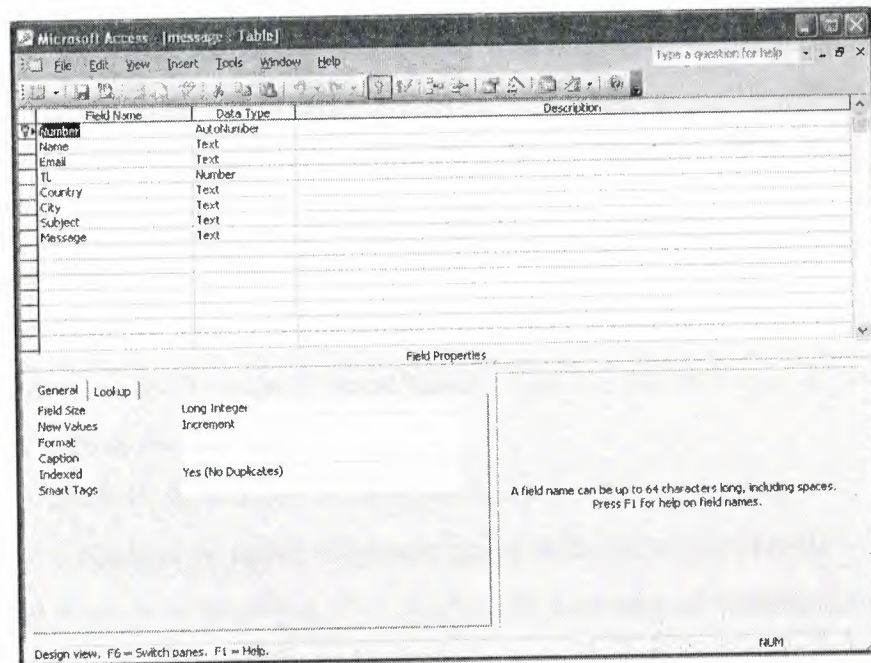 Microsoft Access - [message : Table]
File Edit View Insert Tools Window Help
Type a question for help
Field Name Data Type Description
Number AutoNumber
Name Text
Email Text
TL Number
Country Text
City Text
Subject Text
Message Text
Field Properties
General Lookup
Field Size Long Integer
New Values Increment
Format
Caption
Indexed Yes (No Duplicates)
Smart Tags
A field name can be up to 64 characters long, including spaces.
Press F1 for help on field names.
Design view. F6 = Switch panes. F1 = Help.
NUM